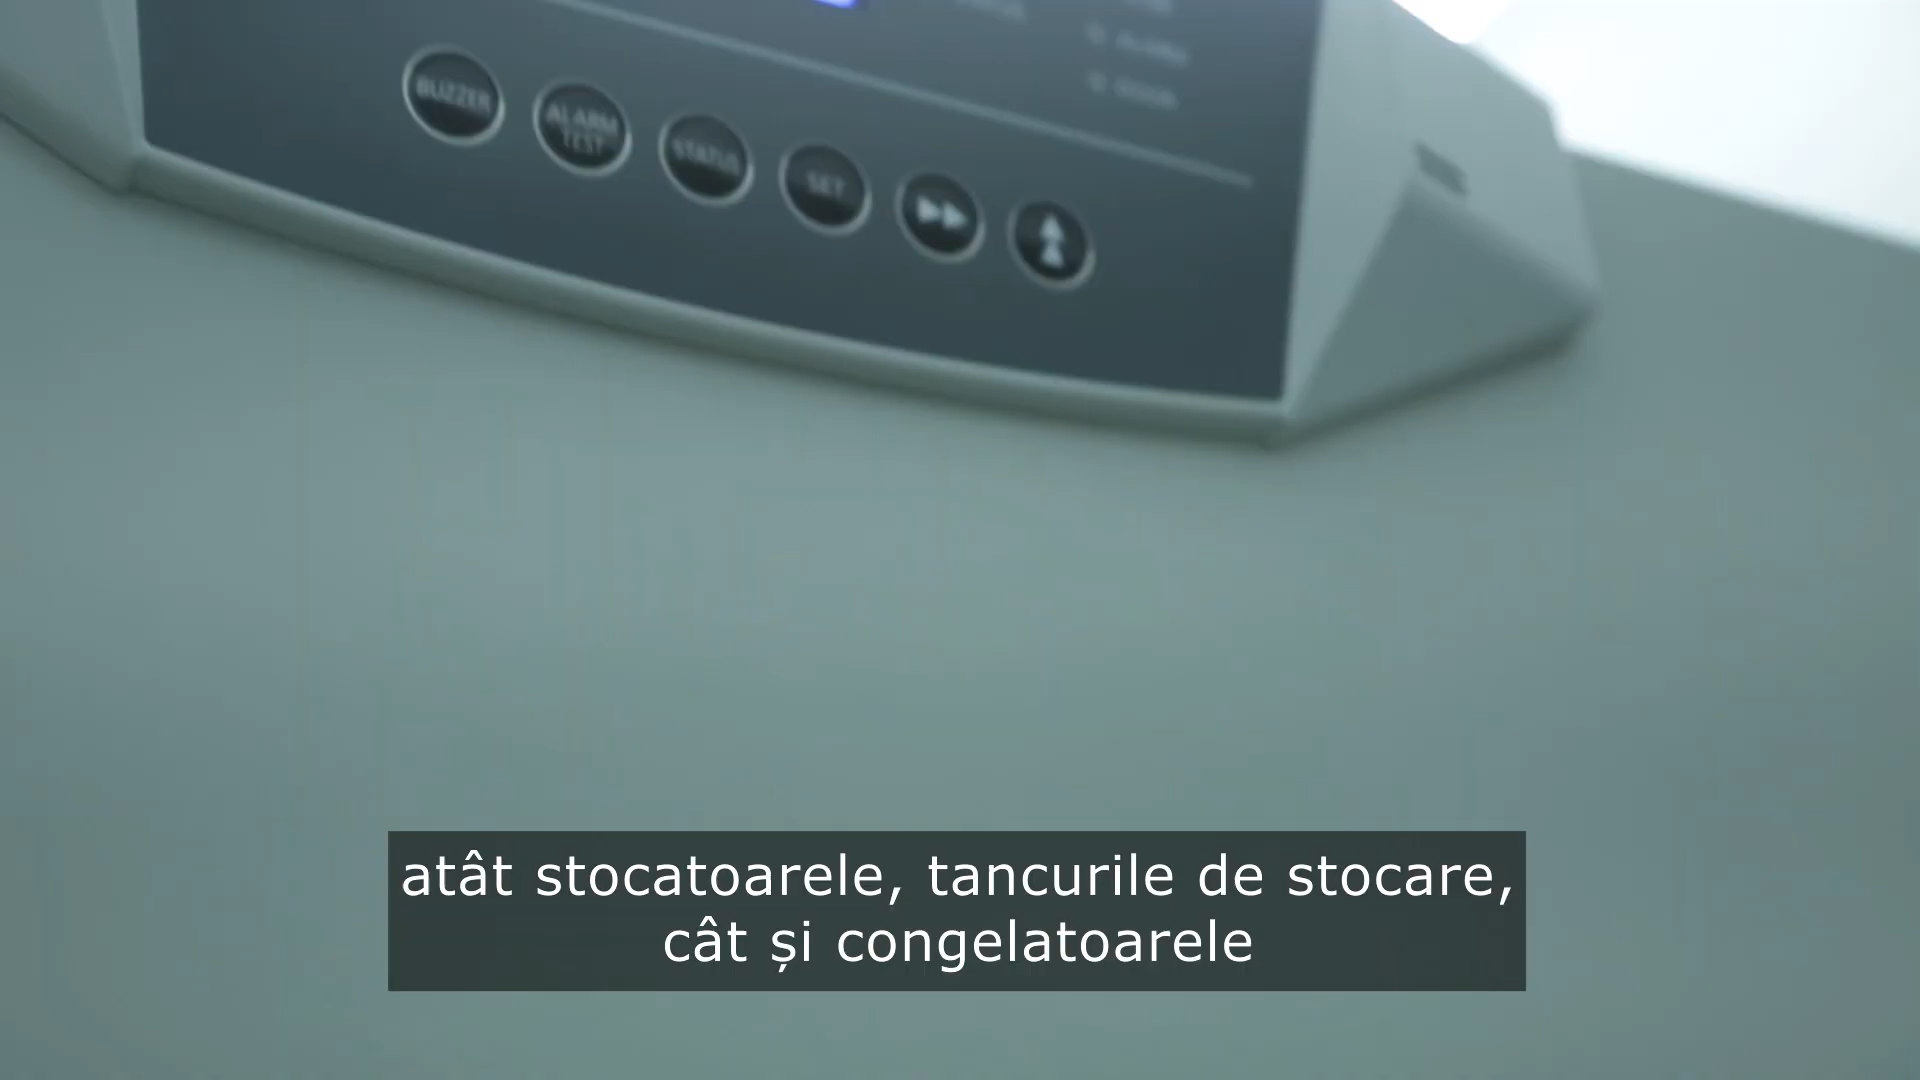 BUZZER
ALARM
TEST
STATUS
SET
atât stocatoarele, tancurile de stocare,
cât și congelatoarele